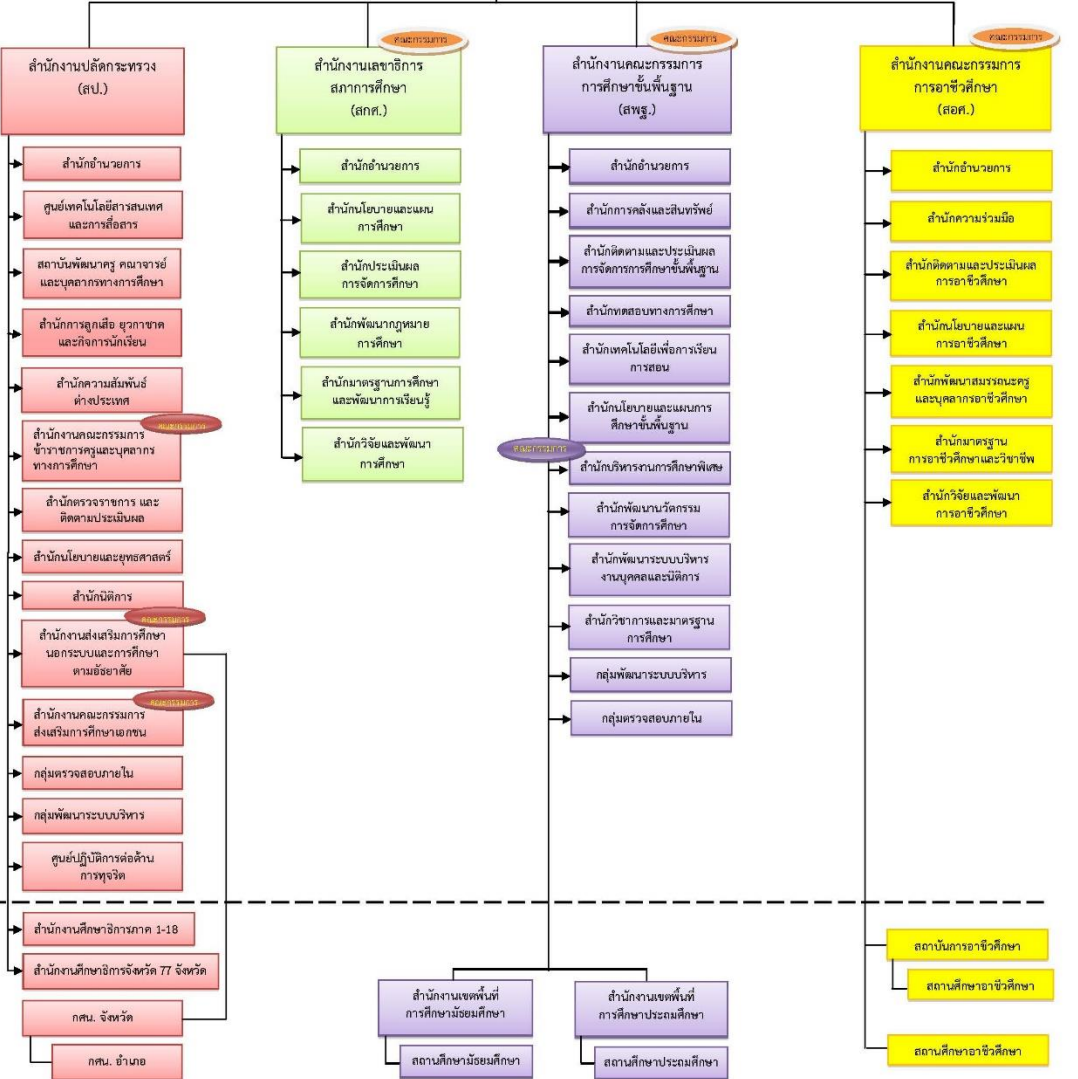 คณะกรรมการ
คณะกรรมการ
คณะกรรมการ
สำนักงานปลัดกระทรวง
(สป.)
สำนักอำนวยการ
ศูนย์เทคโนโลยีสารสนเทศ
และการสื่อสาร
สถาบันพัฒนาครู คณาจารย์
และบุคลากรทางการศึกษา
สำนักการลูกเสือ ยุวกาชาด
และกิจการนักเรียน
สำนักความสัมพันธ์
ต่างประเทศ
คณะกรรมการ
สำนักงานคณะกรรมการ
ข้าราชการครูและบุคลากร
ทางการศึกษา
สำนักตรวจราชการ และ
ติดตามประเมินผล
สำนักนโยบายและยุทธศาสตร์
สำนักนิติการ
คณะกรรมการ
สำนักงานส่งเสริมการศึกษา
นอกระบบและการศึกษา
ตามอัธยาศัย
คณะกรรมการ
สำนักงานคณะกรรมการ
ส่งเสริมการศึกษาเอกชน
กลุ่มตรวจสอบภายใน
กลุ่มพัฒนาระบบบริหาร
ศูนย์ปฏิบัติการต่อต้าน
การทุจริต
สำนักงานศึกษาธิการภาค 1-18
สำนักงานศึกษาธิการจังหวัด 77 จังหวัด
กศน. จังหวัด
กศน. อำเภอ
สำนักงานเลขาธิการ
สภาการศึกษา
(สกศ.)
สำนักอำนวยการ
สำนักนโยบายและแผน
การศึกษา
สำนักประเมินผล
การจัดการศึกษา
สำนักพัฒนากฎหมาย
การศึกษา
สำนักมาตรฐานการศึกษา
และพัฒนาการเรียนรู้
สำนักวิจัยและพัฒนา
การศึกษา
สำนักงานคณะกรรมการ
การศึกษาขั้นพื้นฐาน
(สพฐ.)
สำนักอำนวยการ
สำนักการคลังและสินทรัพย์
สำนักติดตามและประเมินผล
การจัดการการศึกษาขั้นพื้นฐาน
สำนักทดสอบทางการศึกษา
สำนักเทคโนโลยีเพื่อการเรียน
การสอน
สำนักนโยบายและแผนการ
ศึกษาขั้นพื้นฐาน
คณะกรรมการ
สำนักบริหารงานการศึกษาพิเศษ
สำนักพัฒนานวัตกรรม
การจัดการศึกษา
สำนักพัฒนาระบบบริหาร
งานบุคคลและนิติการ
สำนักวิชาการและมาตรฐาน
การศึกษา
กลุ่มพัฒนาระบบบริหาร
กลุ่มตรวจสอบภายใน
สำนักงานเขตพื้นที่
การศึกษามัธยมศึกษา
สถานศึกษามัธยมศึกษา
สำนักงานเขตพื้นที่
การศึกษาประถมศึกษา
สถานศึกษาประถมศึกษา
สำนักงานคณะกรรมการ
การอาชีวศึกษา
(สอศ.)
สำนักอำนวยการ
สำนักความร่วมมือ
สำนักติดตามและประเมินผล
การอาชีวศึกษา
สำนักนโยบายและแผน
การอาชีวศึกษา
สำนักพัฒนาสมรรถนะครู
และบุคลากรอาชีวศึกษา
สำนักมาตรฐาน
การอาชีวศึกษาและวิชาชีพ
สำนักวิจัยและพัฒนา
การอาชีวศึกษา
สถาบันการอาชีวศึกษา
สถานศึกษาอาชีวศึกษา
สถานศึกษาอาชีวศึกษา